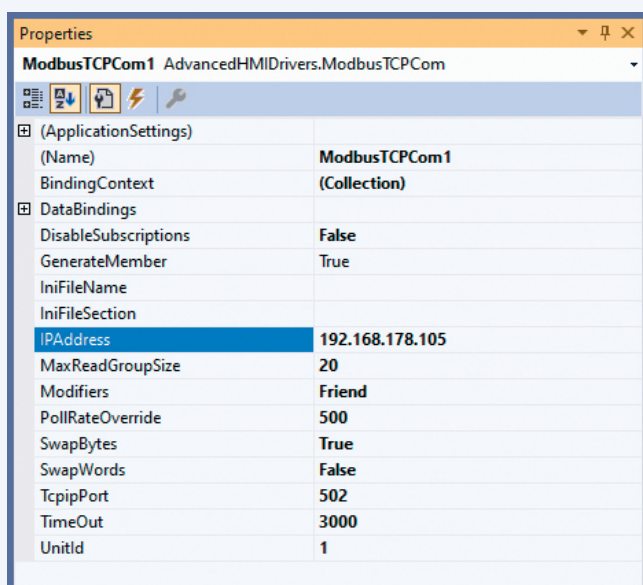 Properties
ModbusTCPCom1 AdvancedHMIDrivers.ModbusTCPCom
(ApplicationSettings)
(Name) ModbusTCPCom1
BindingContext (Collection)
DataBindings
DisableSubscriptions False
GenerateMember True
IniFileName
IniFileSection
IPAddress 192.168.178.105
MaxReadGroupSize 20
Modifiers Friend
PollRateOverride 500
SwapBytes True
SwapWords False
TcpipPort 502
TimeOut 3000
UnitId 1